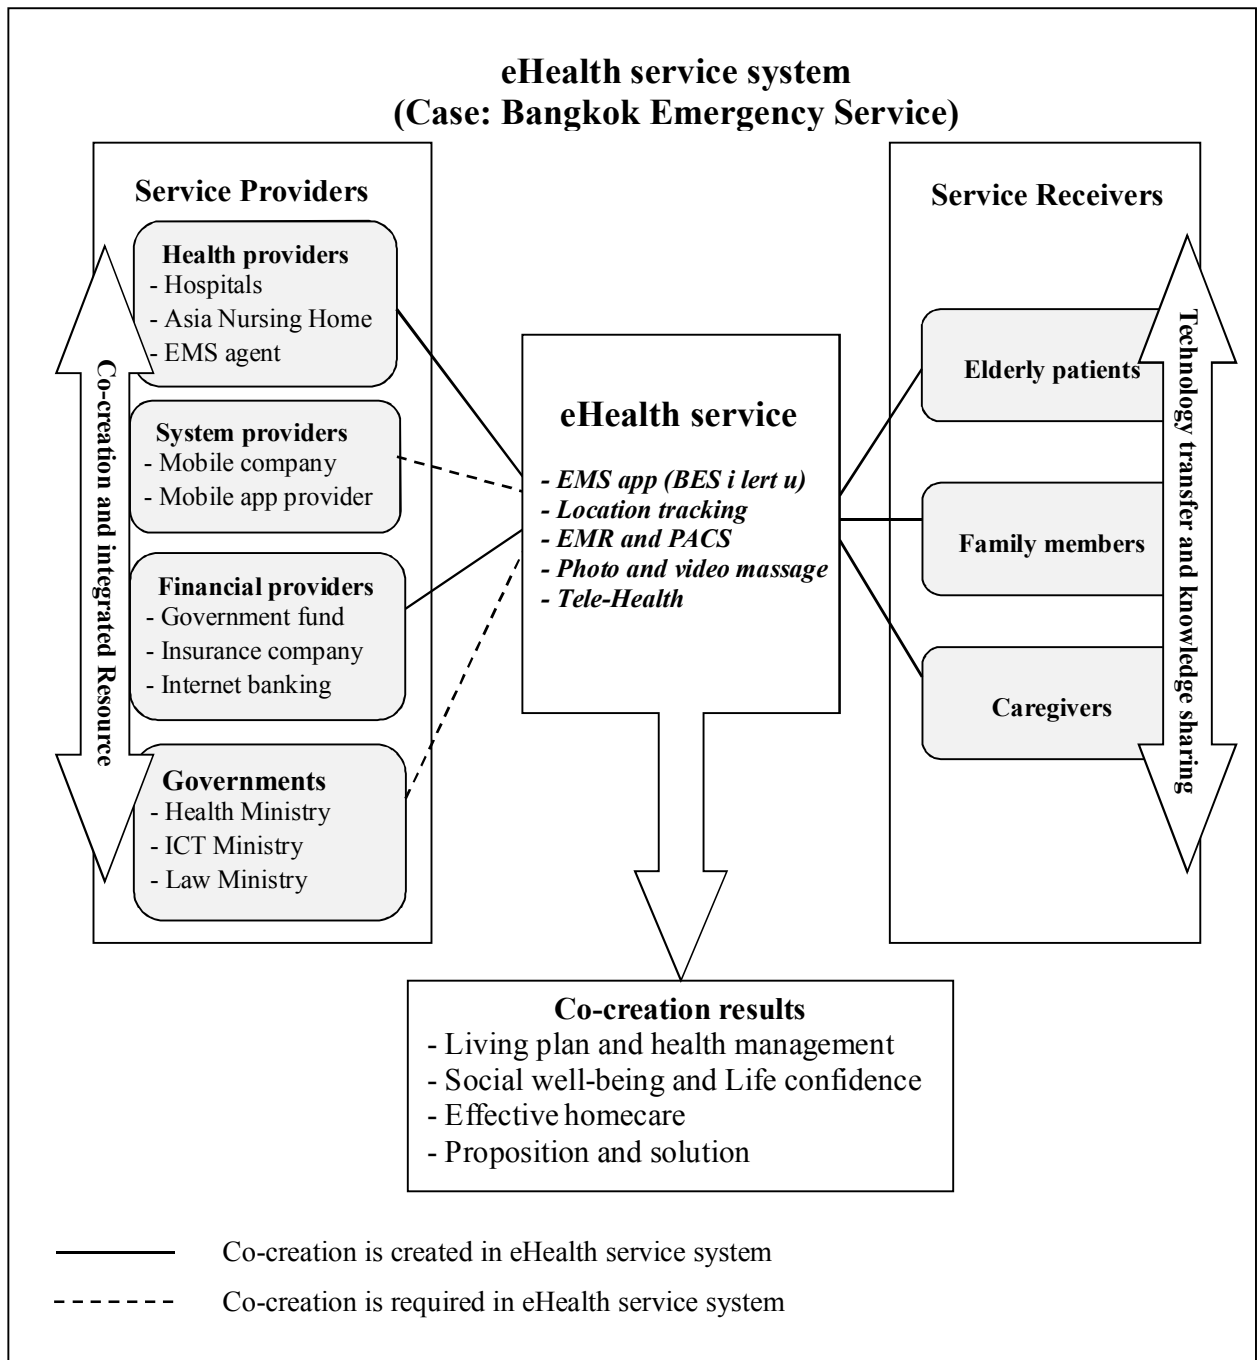 eHealth service system
(Case: Bangkok Emergency Service)
Service Providers
Health providers
- Hospitals
- Asia Nursing Home
- EMS agent
System providers
- Mobile company
- Mobile app provider
Financial providers
- Government fund
- Insurance company
- Internet banking
Governments
- Health Ministry
- ICT Ministry
- Law Ministry
Co-creation and integrated Resource
eHealth service
- EMS app (BES i lert u)
- Location tracking
- EMR and PACS
- Photo and video massage
- Tele-Health
Service Receivers
Elderly patients
Family members
Caregivers
Technology transfer and knowledge sharing
Co-creation results
- Living plan and health management
- Social well-being and Life confidence
- Effective homecare
- Proposition and solution
Co-creation is created in eHealth service system
Co-creation is required in eHealth service system